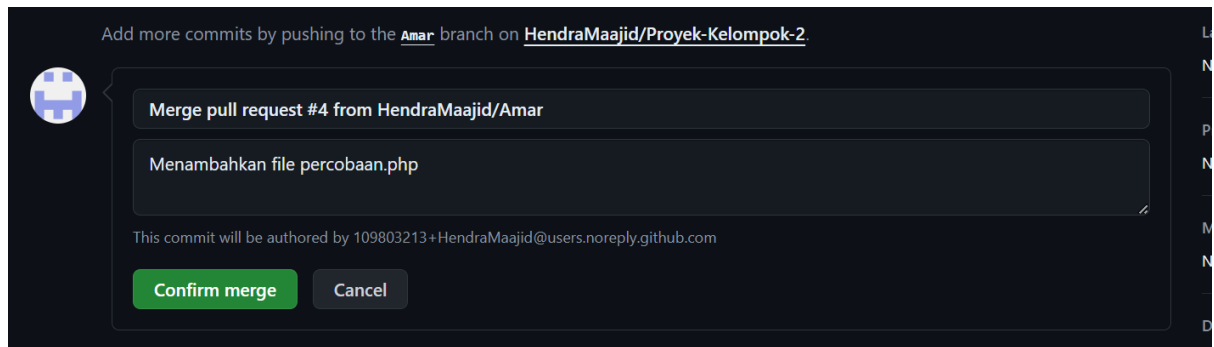 Add more commits by pushing to the Amar branch on HendraMaajid/Proyek-Kelompok-2.
Merge pull request #4 from HendraMaajid/Amar
Menambahkan file percobaan.php
This commit will be authored by 109803213+HendraMaajid@users.noreply.github.com
Confirm merge Cancel